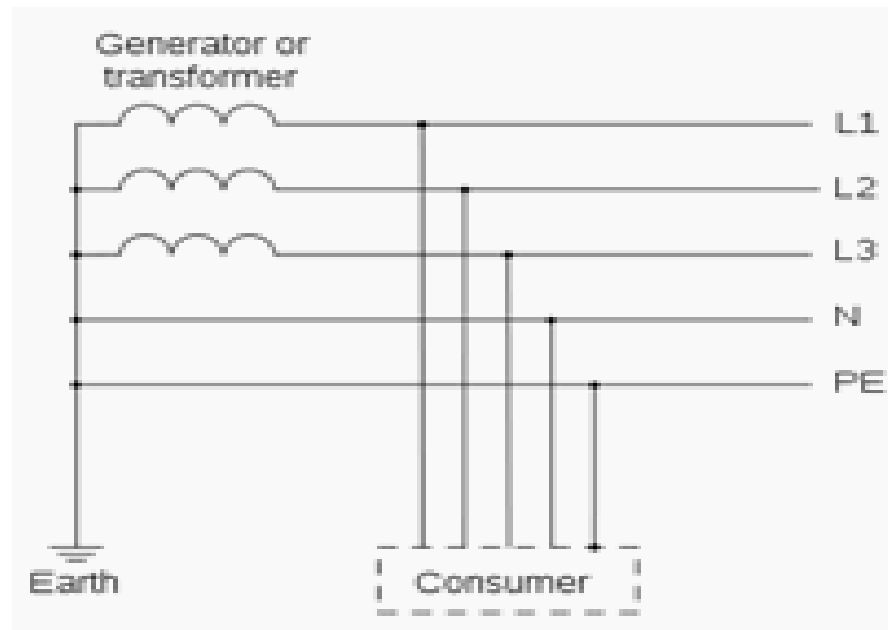 Generator or
transformer
L1
L2
L3
N
PE
Earth
Consumer